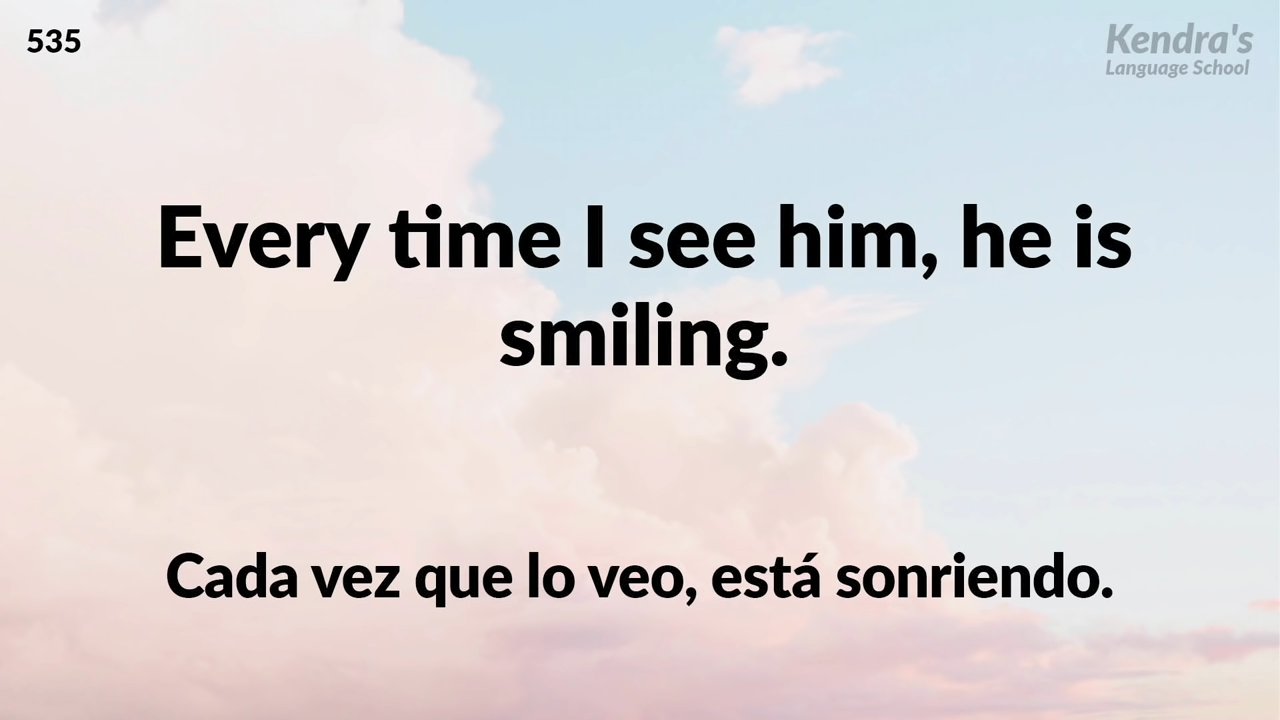 535
Kendra's
Language School
Every time I see him, he is
smiling.
Cada vez que lo veo, está sonriendo.